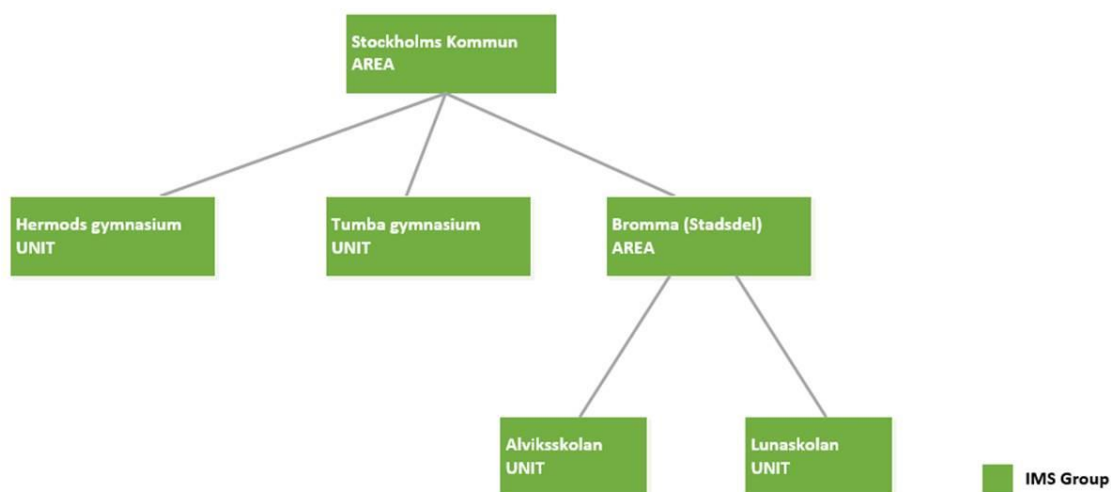 Stockholms Kommun
AREA
Hermods gymnasium
UNIT
Tumba gymnasium
UNIT
Bromma (Stadsdel)
AREA
Alviksskolan
UNIT
Lunaskolan
UNIT
IMS Group